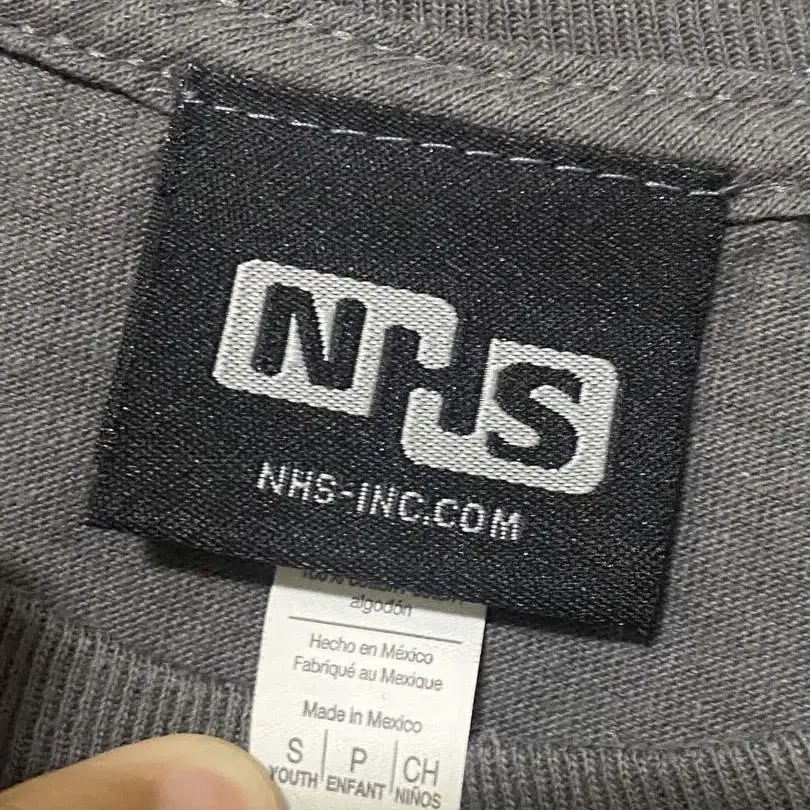 NHS
NHS-INC.COM
algodón
Hecho en México
Fabriqué au Mexique
Made in Mexico
S P CH
YOUTH ENFANT NIÑOS